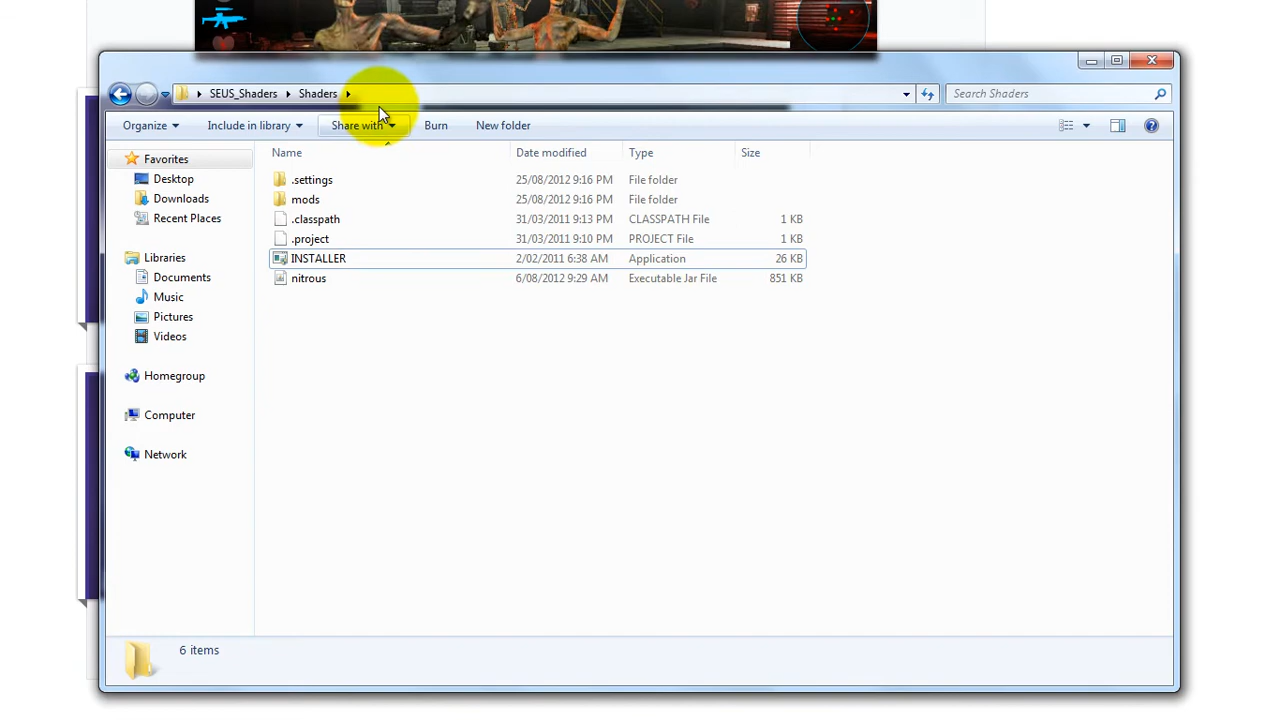 SEUS_Shaders Shaders
Search Shaders
Organize Include in library Share with Burn New folder
Name Date modified Type Size
Favorites
Desktop
Downloads
Recent Places
Libraries
Documents
Music
Pictures
Videos
Homegroup
Computer
Network
.settings 25/08/2012 9:16 PM File folder
mods 25/08/2012 9:16 PM File folder
.classpath 31/03/2011 9:13 PM CLASSPATH File 1 KB
.project 31/03/2011 9:10 PM PROJECT File 1 KB
INSTALLER 2/02/2011 6:38 AM Application 26 KB
nitrous 6/08/2012 9:29 AM Executable Jar File 851 KB
6 items